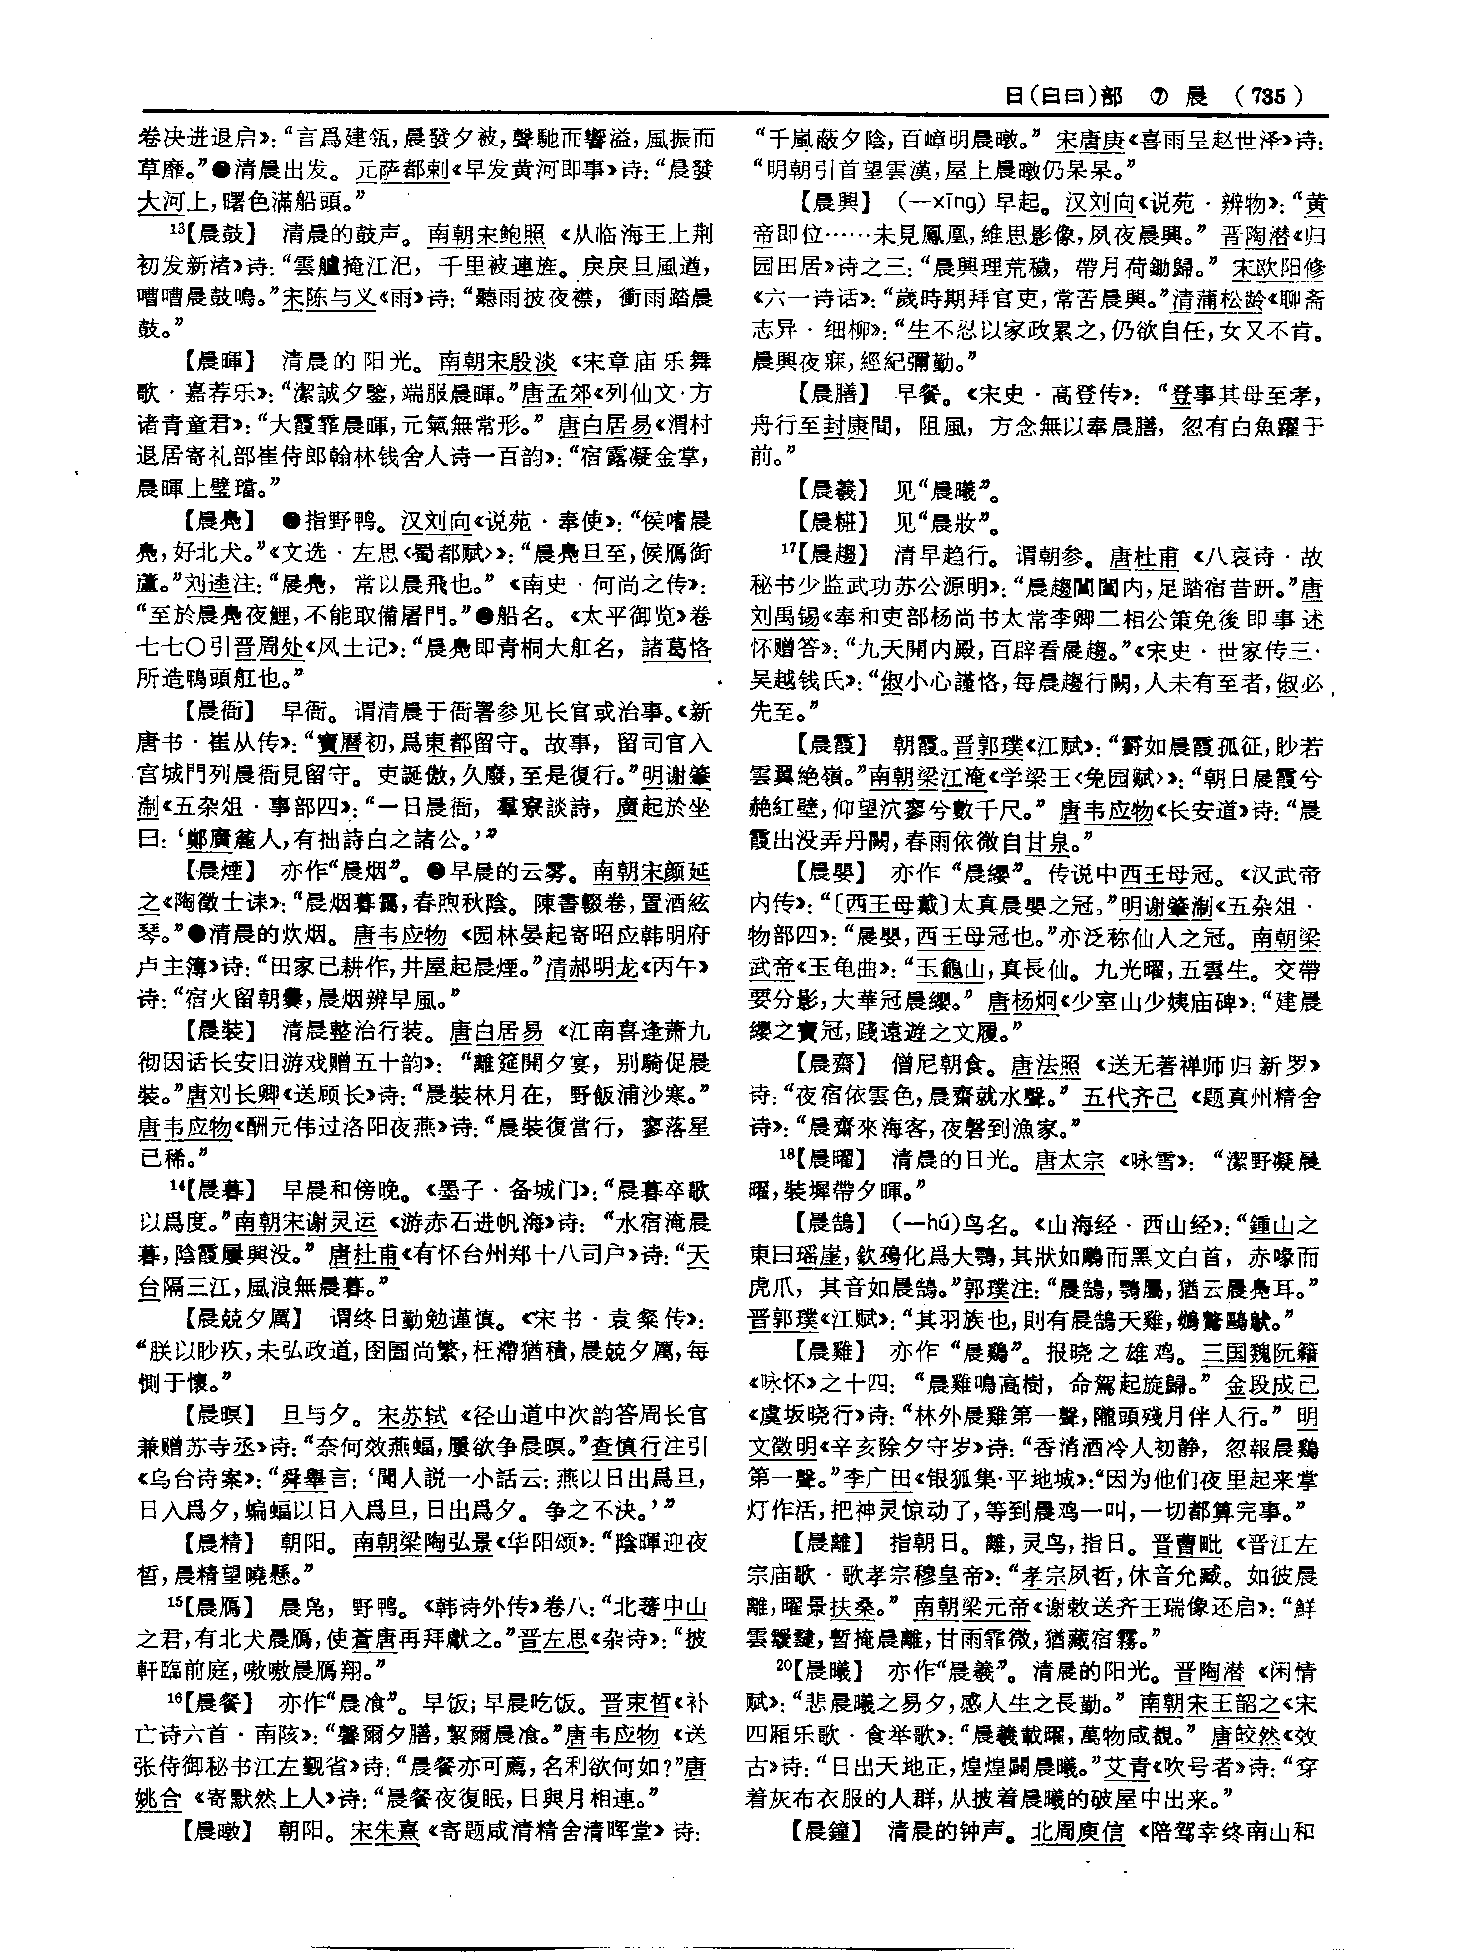 日(白曰)部 ⑦ 晨 (735)
卷决进退启》：“言爲建瓴，晨發夕被，聲馳而響溢，風振而
草靡。”●清晨出发。元萨都剌《早发黄河即事》诗：“晨發
大河上，曙色滿船頭。”
13【晨鼓】 清晨的鼓声。南朝宋鲍照《从临海王上荆
初发新渚》诗：“雲艫掩江汜，千里被連旌。戾戾旦風遒，
嘈嘈晨鼓鳴。”宋陈与义《雨》诗：“聽雨披夜襟，衝雨踏晨
鼓。”
【晨暉】 清晨的阳光。南朝宋殷淡《宋章庙乐舞
歌·嘉荐乐》：“潔誠夕鑒，端服晨暉。”唐孟郊《列仙文·方
诸青童君》：“大霞霏晨暉，元氣無常形。”唐白居易《渭村
退居寄礼部崔侍郎翰林钱舍人诗一百韵》：“宿露凝金掌，
晨暉上璧璫。”
【晨鳧】 ●指野鸭。汉刘向《说苑·奉使》：“侯嗜晨
鳧，好北犬。”《文选·左思〈蜀都赋〉》：“晨鳧旦至，候鴈銜
蘆。”刘逵注：“晨鳧，常以晨飛也。”《南史·何尚之传》：
“至於晨鳧夜鯉，不能取備屠門。”●船名。《太平御览》卷
七七〇引晋周处《风土记》：“晨鳧即青桐大舡名，諸葛恪
所造鴨頭舡也。”
【晨衙】 早衙。谓清晨于衙署参见长官或治事。《新
唐书·崔从传》：“寶曆初，爲東都留守。故事，留司官入
宫城門列晨衙見留守。吏誕傲，久廢，至是復行。”明谢肇
淛《五杂俎·事部四》：“一日晨衙，羣寮談詩，廣起於坐
曰：‘鄭廣麄人，有拙詩白之諸公。’”
【晨煙】 亦作“晨烟”。●早晨的云雾。南朝宋颜延
之《陶徵士诔》：“晨烟暮靄，春煦秋陰。陳書輟卷，置酒絃
琴。”●清晨的炊烟。唐韦应物《园林晏起寄昭应韩明府
卢主簿》诗：“田家已耕作，井屋起晨煙。”清郝明龙《丙午》
诗：“宿火留朝爨，晨烟辨早風。”
【晨裝】 清晨整治行装。唐白居易《江南喜逢萧九
彻因话长安旧游戏赠五十韵》：“離筵開夕宴，别騎促晨
裝。”唐刘长卿《送顾长》诗：“晨裝林月在，野飯浦沙寒。”
唐韦应物《酬元伟过洛阳夜燕》诗：“晨裝復當行，寥落星
已稀。”
14【晨暮】 早晨和傍晚。《墨子·备城门》：“晨暮卒歌
以爲度。”南朝宋谢灵运《游赤石进帆海》诗：“水宿淹晨
暮，陰霞屢興没。”唐杜甫《有怀台州郑十八司户》诗：“天
台隔三江，風浪無晨暮。”
【晨兢夕厲】 谓终日勤勉谨慎。《宋书·袁粲传》：
“朕以眇疚，未弘政道，囹圄尚繁，枉滯猶積，晨兢夕厲，每
惻于懷。”
【晨暝】 旦与夕。宋苏轼《径山道中次韵答周长官
兼赠苏寺丞》诗：“奈何效燕蝠，屢欲争晨暝。”查慎行注引
《乌台诗案》：“舜舉言：‘聞人説一小話云：燕以日出爲旦，
日入爲夕，蝙蝠以日入爲旦，日出爲夕。争之不决。’”
【晨精】 朝阳。南朝梁陶弘景《华阳颂》：“陰暉迎夜
晳，晨精望曉懸。”
15【晨鴈】 晨凫，野鸭。《韩诗外传》卷八：“北蕃中山
之君，有北犬晨鴈，使蒼唐再拜獻之。”晋左思《杂诗》：“披
軒臨前庭，嗷嗷晨鴈翔。”
16【晨餐】 亦作“晨飡”。早饭；早晨吃饭。晋束晳《补
亡诗六首·南陔》：“馨爾夕膳，絜爾晨飡。”唐韦应物《送
张侍御秘书江左觐省》诗：“晨餐亦可薦，名利欲何如？”唐
姚合《寄默然上人》诗：“晨餐夜復眠，日與月相連。”
【晨暾】 朝阳。宋朱熹《寄题咸清精舍清晖堂》诗：
“千嵐蔽夕陰，百嶂明晨暾。”宋唐庚《喜雨呈赵世泽》诗：
“明朝引首望雲漢，屋上晨暾仍杲杲。”
【晨興】 (一xīng)早起。汉刘向《说苑·辨物》：“黄
帝即位……未見鳳凰，維思影像，夙夜晨興。”晋陶潜《归
园田居》诗之三：“晨興理荒穢，帶月荷鋤歸。”宋欧阳修
《六一诗话》：“歲時期拜官吏，常苦晨興。”清蒲松龄《聊斋
志异·细柳》：“生不忍以家政累之，仍欲自任，女又不肯。
晨興夜寐，經紀彌勤。”
【晨膳】 早餐。《宋史·高登传》：“登事其母至孝，
舟行至封康間，阻風，方念無以奉晨膳，忽有白魚躍于
前。”
【晨羲】 见“晨曦”。
【晨粧】 见“晨妝”。
17【晨趨】 清早趋行。谓朝参。唐杜甫《八哀诗·故
秘书少监武功苏公源明》：“晨趨閶闔内，足踏宿昔趼。”唐
刘禹锡《奉和吏部杨尚书太常李卿二相公策免後即事述
怀赠答》：“九天開内殿，百辟看晨趨。”《宋史·世家传三·
吴越钱氏》：“俶小心謹恪，每晨趨行闕，人未有至者，俶必
先至。”
【晨霞】 朝霞。晋郭璞《江赋》：“鬱如晨霞孤征，眇若
雲翼絶嶺。”南朝梁江淹《学梁王〈兔园赋〉》：“朝日晨霞兮
赩紅壁，仰望泬寥兮數千尺。”唐韦应物《长安道》诗：“晨
霞出没弄丹闕，春雨依微自甘泉。”
【晨嬰】 亦作“晨纓”。传说中西王母冠。《汉武帝
内传》：“〔西王母戴〕太真晨嬰之冠。”明谢肇淛《五杂俎·
物部四》：“晨嬰，西王母冠也。”亦泛称仙人之冠。南朝梁
武帝《玉龟曲》：“玉龜山，真長仙。九光曜，五雲生。交帶
要分影，大華冠晨纓。”唐杨炯《少室山少姨庙碑》：“建晨
纓之寶冠，踐遠遊之文履。”
【晨齋】 僧尼朝食。唐法照《送无著禅师归新罗》
诗：“夜宿依雲色，晨齋就水聲。”五代齐己《题真州精舍
诗》：“晨齋來海客，夜磬到漁家。”
18【晨曜】 清晨的日光。唐太宗《咏雪》：“潔野凝晨
曜，裝墀帶夕暉。”
【晨鵠】 (一hú)鸟名。《山海经·西山经》：“鍾山之
東曰瑶崖，欽䲹化爲大鶚，其狀如鵰而黑文白首，赤喙而
虎爪，其音如晨鵠。”郭璞注：“晨鵠，鶚屬，猶云晨鳧耳。”
晋郭璞《江赋》：“其羽族也，則有晨鵠天雞，鴢鶩鷗䳃。”
【晨雞】 亦作“晨鷄”。报晓之雄鸡。三国魏阮籍
《咏怀》之十四：“晨雞鳴高樹，命駕起旋歸。”金段成己
《虞坂晓行》诗：“林外晨雞第一聲，隴頭殘月伴人行。”明
文徵明《辛亥除夕守岁》诗：“香消酒冷人初静，忽報晨鷄
第一聲。”李广田《银狐集·平地城》：“因为他们夜里起来掌
灯作活，把神灵惊动了，等到晨鸡一叫，一切都算完事。”
【晨離】 指朝日。離，灵鸟，指日。晋曹毗《晋江左
宗庙歌·歌孝宗穆皇帝》：“孝宗夙哲，休音允臧。如彼晨
離，曜景扶桑。”南朝梁元帝《谢敕送齐王瑞像还启》：“鮮
雲靉靆，暫掩晨離，甘雨霏微，猶藏宿霧。”
20【晨曦】 亦作“晨羲”。清晨的阳光。晋陶潜《闲情
赋》：“悲晨曦之易夕，感人生之長勤。”南朝宋王韶之《宋
四厢乐歌·食举歌》：“晨羲載曜，萬物咸覩。”唐皎然《效
古》诗：“日出天地正，煌煌闢晨曦。”艾青《吹号者》诗：“穿
着灰布衣服的人群，从披着晨曦的破屋中出来。”
【晨鐘】 清晨的钟声。北周庾信《陪驾幸终南山和